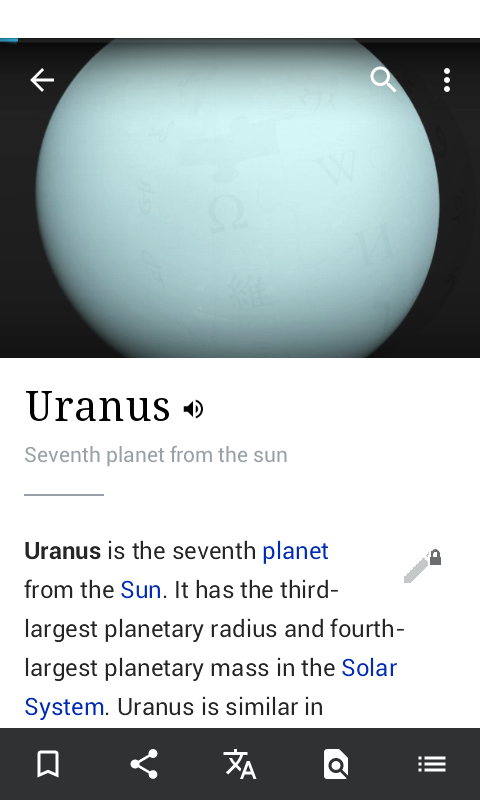 Uranus
Seventh planet from the sun
Uranus is the seventh planet
from the Sun. It has the third-
largest planetary radius and fourth-
largest planetary mass in the Solar
System. Uranus is similar in